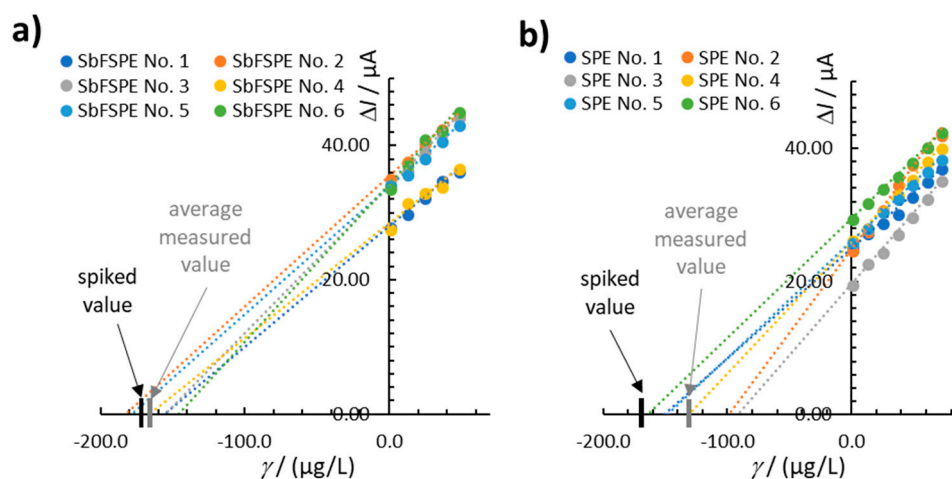 a)
SbFSPE No. 1
SbFSPE No. 2
SbFSPE No. 3
SbFSPE No. 4
SbFSPE No. 5
SbFSPE No. 6
ΔI / µA
40.00
20.00
0.00
average
measured
value
spiked
value
-200.0
-100.0
0.0
γ / (µg/L)
b)
SPE No. 1
SPE No. 2
SPE No. 3
SPE No. 4
SPE No. 5
SPE No. 6
ΔI / µA
40.00
20.00
0.00
average
measured
value
spiked
value
-200.0
-100.0
0.0
γ / (µg/L)